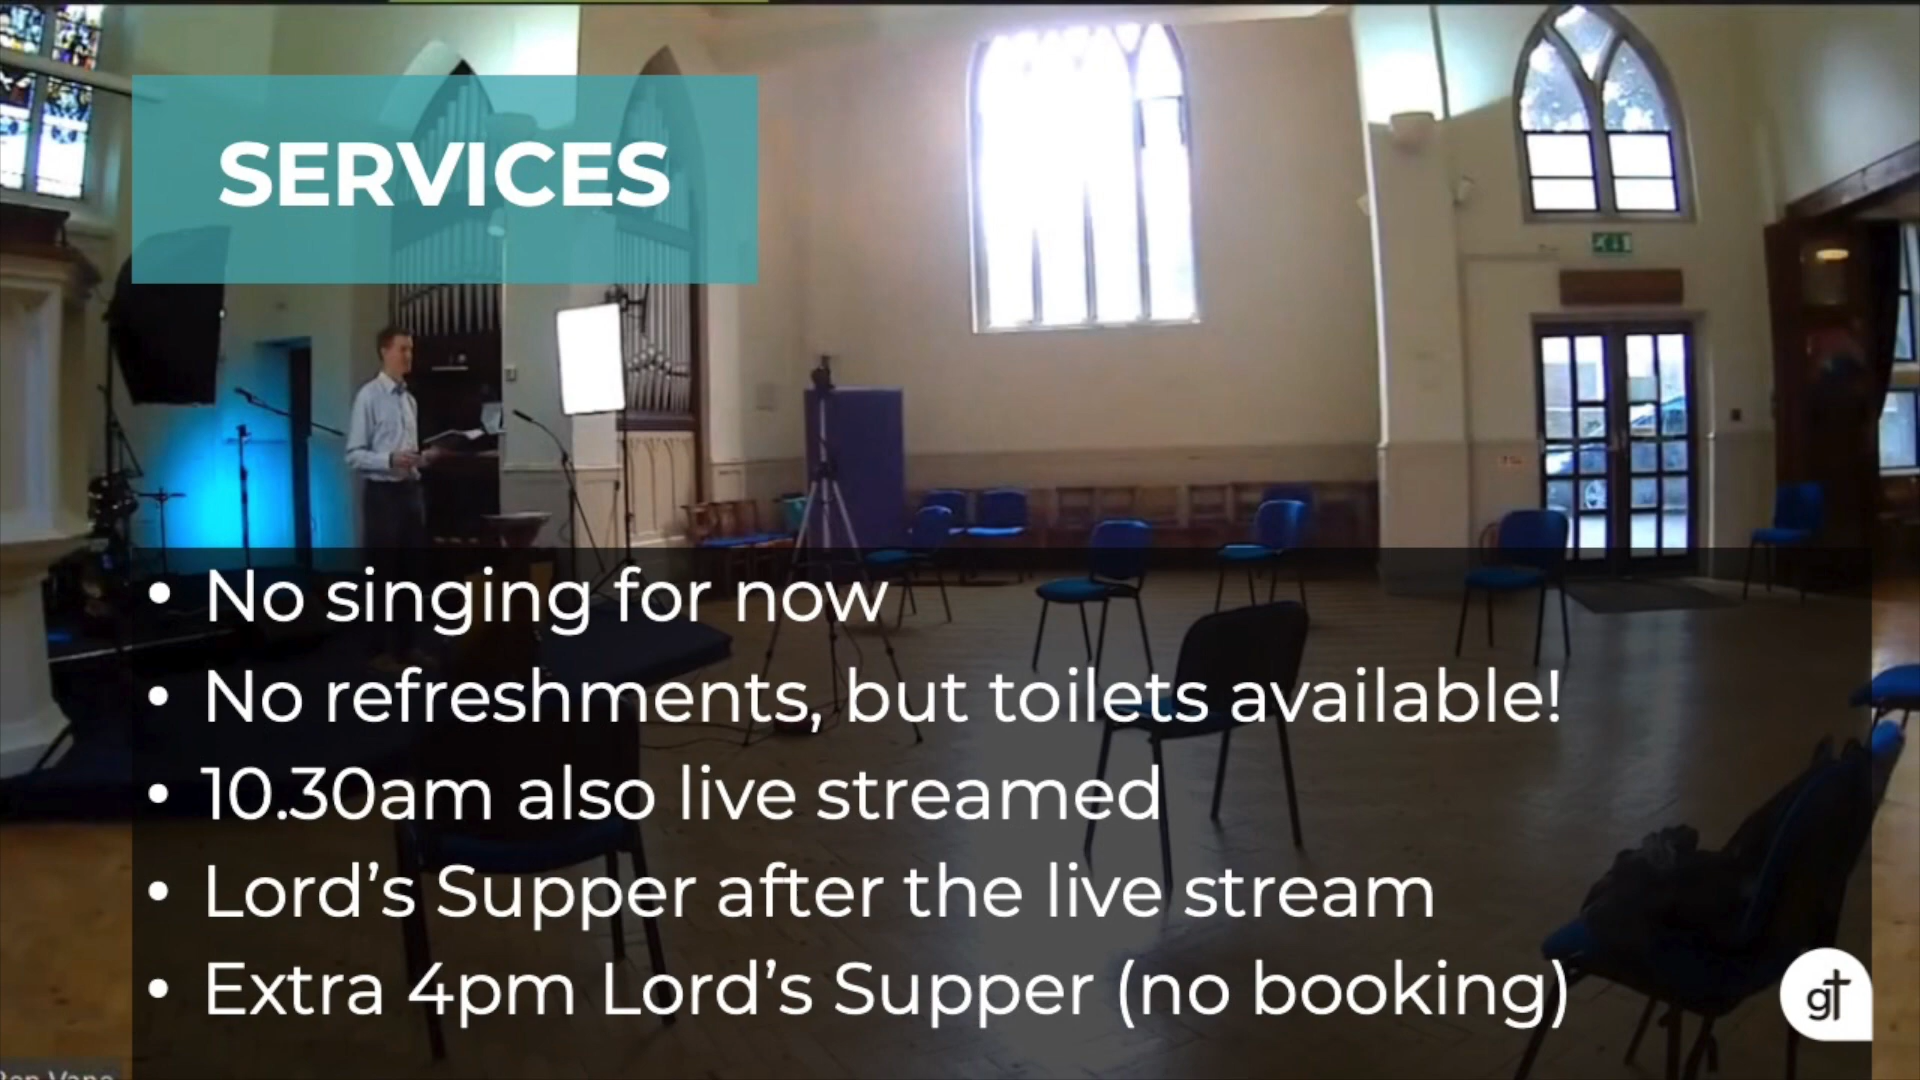 SERVICES
• No singing for now
• No refreshments, but toilets available!
• 10.30am also live streamed
• Lord’s Supper after the live stream
• Extra 4pm Lord’s Supper (no booking)
gt